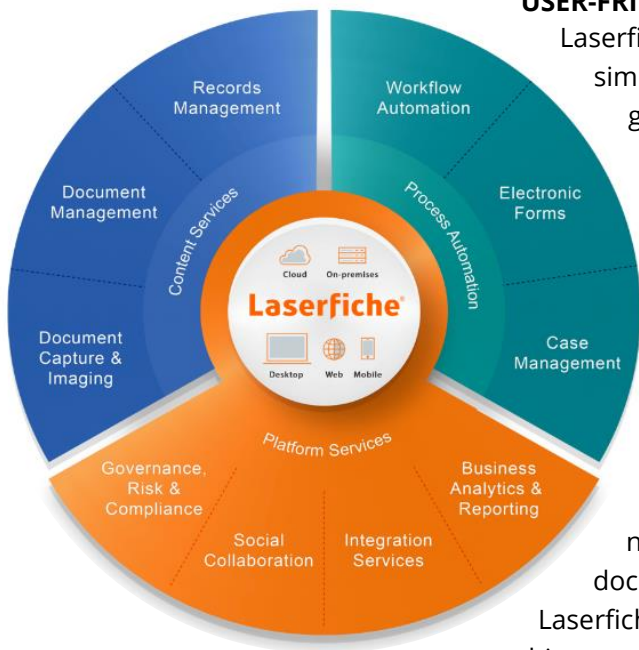 USER-FRI
Laserfi
sim
g
Records
Management
Workflow
Automation
Document
Management
Electronic
Forms
Content Services
Process Automation
Cloud
On-premises
Laserfiche®
Desktop
Web
Mobile
Document
Capture &
Imaging
Case
Management
Platform Services
Governance,
Risk &
Compliance
Social
Collaboration
Integration
Services
Business
Analytics &
Reporting
n
doc
Laserfich